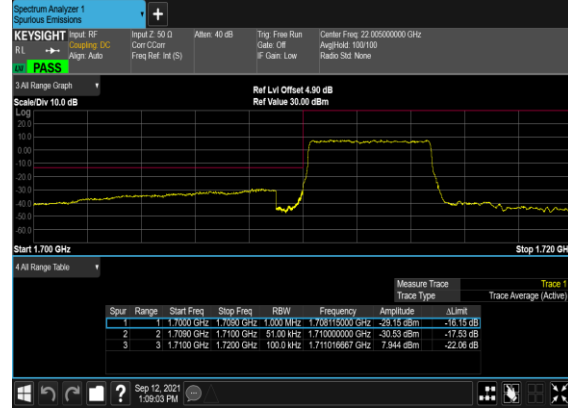 Spectrum Analyzer 1
Spurious Emissions
+
KEYSIGHT Input: RF Input Z: 50 Ω Atten: 40 dB Trig: Free Run Center Freq: 22.005000000 GHz
RL Coupling: DC Corr CCorr Gate: Off Avg|Hold: 100/100
Align: Auto Freq Ref: Int (S) IF Gain: Low Radio Std: None
PASS
3 All Range Graph Ref Lvl Offset 4.90 dB
Scale/Div 10.0 dB Ref Value 30.00 dBm
Log
20.0
10.0
0.00
-10.0
-20.0
-30.0
-40.0
-50.0
-60.0
Start 1.700 GHz Stop 1.720 GH
4 All Range Table
Measure Trace Trace 1
Trace Type Trace Average (Active)
Spur Range Start Freq Stop Freq RBW Frequency Amplitude ΔLimit
1 1 1.7000 GHz 1.7090 GHz 1.000 MHz 1.708115000 GHz -29.15 dBm -16.15 dB
2 2 1.7090 GHz 1.7100 GHz 51.00 kHz 1.710000000 GHz -30.53 dBm -17.53 dB
3 3 1.7100 GHz 1.7200 GHz 100.0 kHz 1.711016667 GHz 7.944 dBm -22.06 dB
? Sep 12, 2021
1:09:03 PM